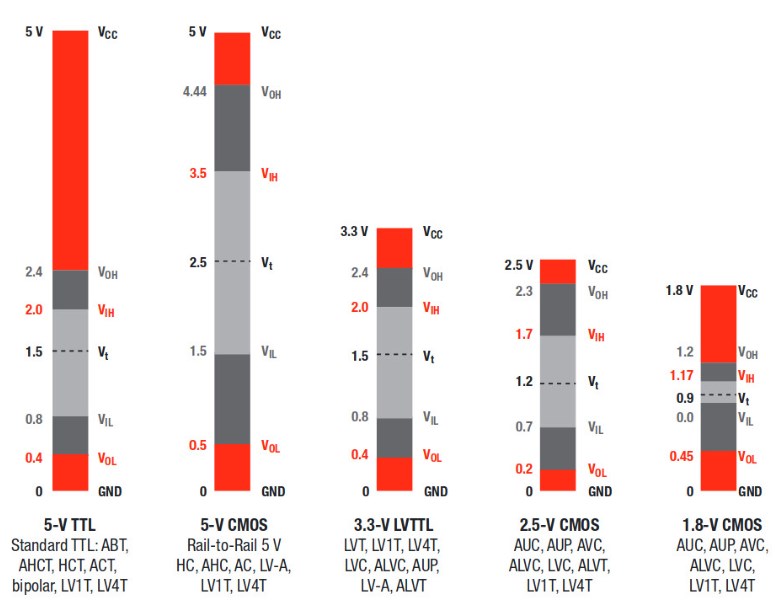 5 V VCC
2.4 VOH
2.0 VIH
1.5 Vt
0.8 VIL
0.4 VOL
0 GND
5-V TTL
Standard TTL: ABT,
AHCT, HCT, ACT,
bipolar, LV1T, LV4T
5 V VCC
4.44 VOH
3.5 VIH
2.5 Vt
1.5 VIL
0.5 VOL
0 GND
5-V CMOS
Rail-to-Rail 5 V
HC, AHC, AC, LV-A,
LV1T, LV4T
3.3 V VCC
2.4 VOH
2.0 VIH
1.5 Vt
0.8 VIL
0.4 VOL
0 GND
3.3-V LVTTL
LVT, LV1T, LV4T,
LVC, ALVC, AUP,
LV-A, ALVT
2.5 V VCC
2.3 VOH
1.7 VIH
1.2 Vt
0.7 VIL
0.2 VOL
0 GND
2.5-V CMOS
AUC, AUP, AVC,
ALVC, LVC, ALVT,
LV1T, LV4T
1.8 V VCC
1.2 VOH
1.17 VIH
0.9 Vt
0.0 VIL
0.45 VOL
0 GND
1.8-V CMOS
AUC, AUP, AVC,
ALVC, LVC,
LV1T, LV4T